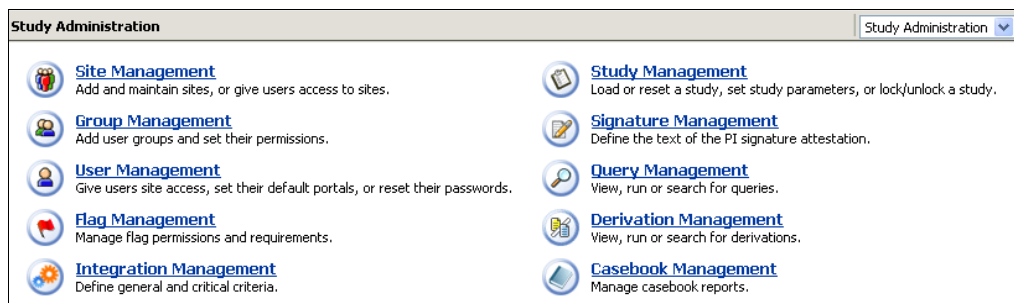 Study Administration
Study Administration
Site Management
Add and maintain sites, or give users access to sites.
Group Management
Add user groups and set their permissions.
User Management
Give users site access, set their default portals, or reset their passwords.
Flag Management
Manage flag permissions and requirements.
Integration Management
Define general and critical criteria.
Study Management
Load or reset a study, set study parameters, or lock/unlock a study.
Signature Management
Define the text of the PI signature attestation.
Query Management
View, run or search for queries.
Derivation Management
View, run or search for derivations.
Casebook Management
Manage casebook reports.